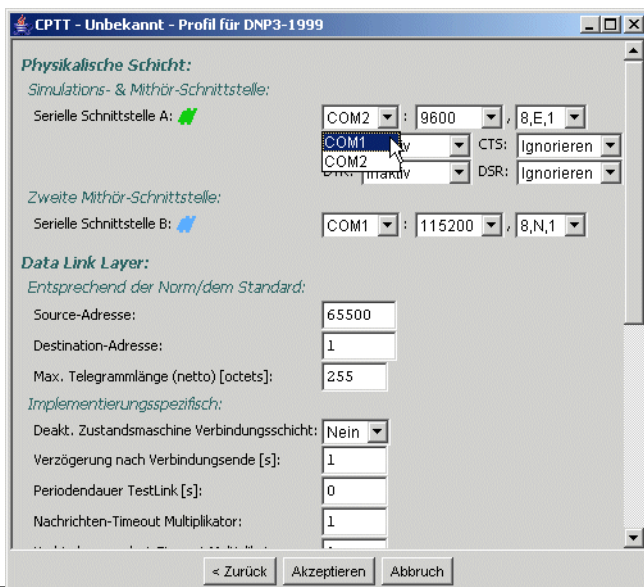 CPTT - Unbekannt - Profil für DNP3-1999
Physikalische Schicht:
Simulations- & Mithör-Schnittstelle:
Serielle Schnittstelle A: COM2 : 9600 , 8,E,1
COM1 CTS: Ignorieren
COM2 Inaktiv DSR: Ignorieren
Zweite Mithör-Schnittstelle:
Serielle Schnittstelle B: COM1 : 115200 , 8,N,1
Data Link Layer:
Entsprechend der Norm/dem Standard:
Source-Adresse: 65500
Destination-Adresse: 1
Max. Telegrammlänge (netto) [octets]: 255
Implementierungsspezifisch:
Deakt. Zustandsmaschine Verbindungsschicht: Nein
Verzögerung nach Verbindungsende [s]: 1
Periodendauer TestLink [s]: 0
Nachrichten-Timeout Multiplikator: 1
< Zurück Akzeptieren Abbruch